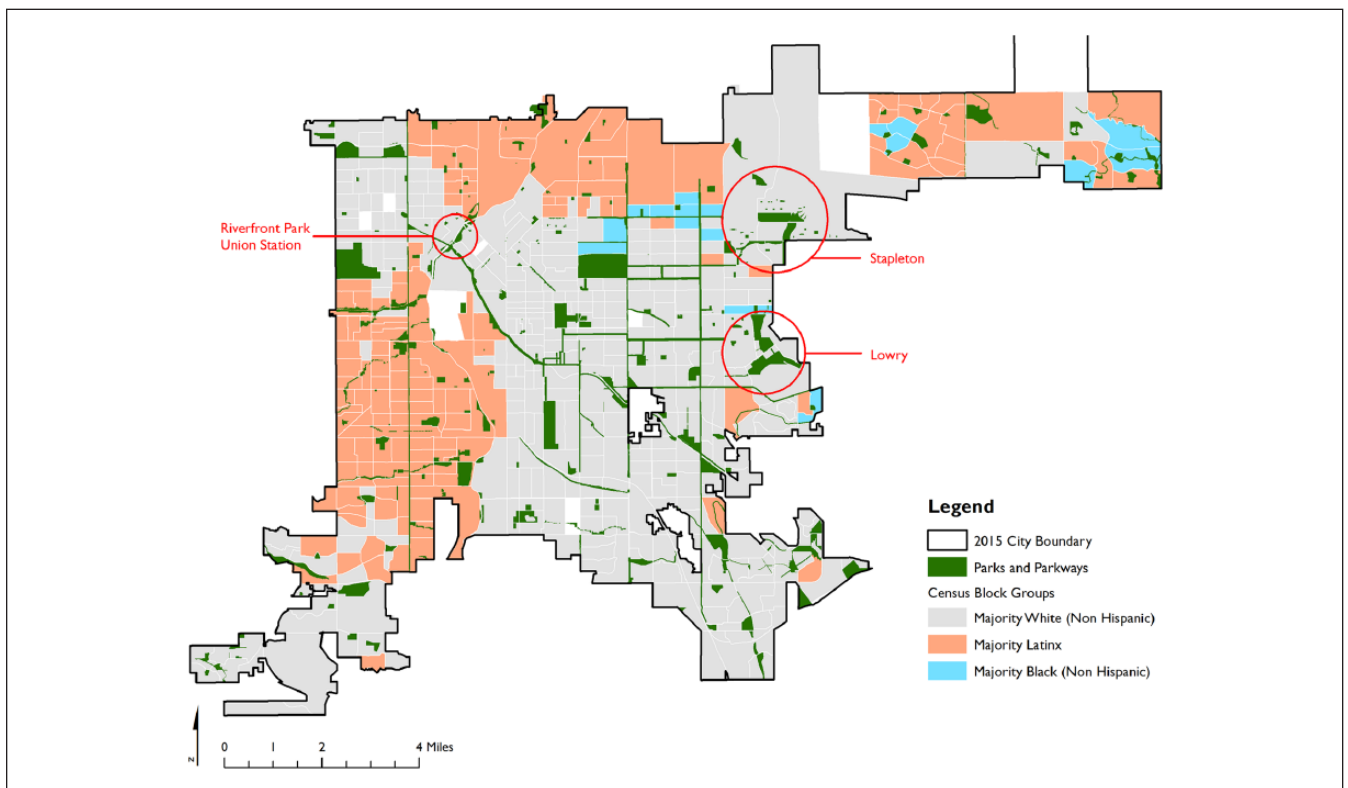 Riverfront Park
Union Station
Stapleton
Lowry
Legend
2015 City Boundary
Parks and Parkways
Census Block Groups
Majority White (Non Hispanic)
Majority Latinx
Majority Black (Non Hispanic)
N
0 1 2 4 Miles